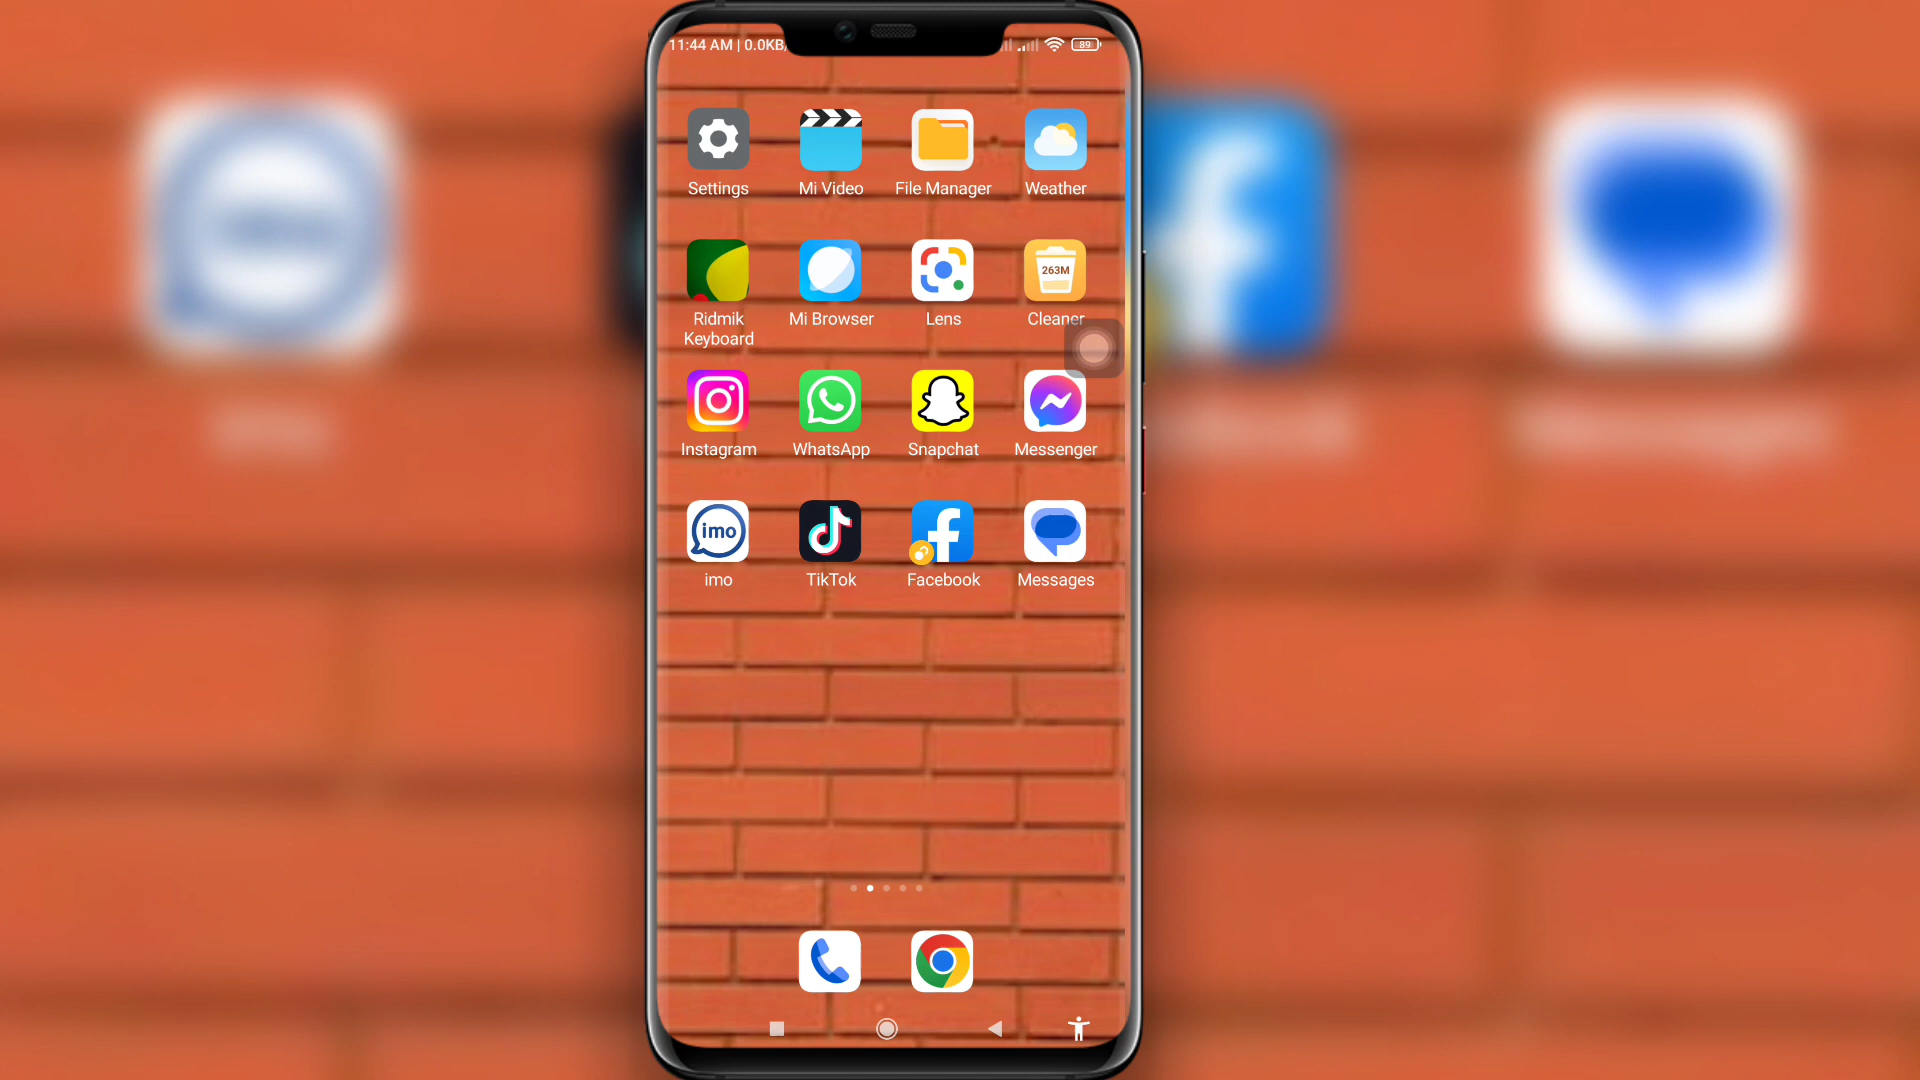 11:44 AM | 0.0KB/
89
Settings
Mi Video
File Manager
Weather
263M
Ridmik
Keyboard
Mi Browser
Lens
Cleaner
Instagram
WhatsApp
Snapchat
Messenger
imo
imo
TikTok
Facebook
Messages